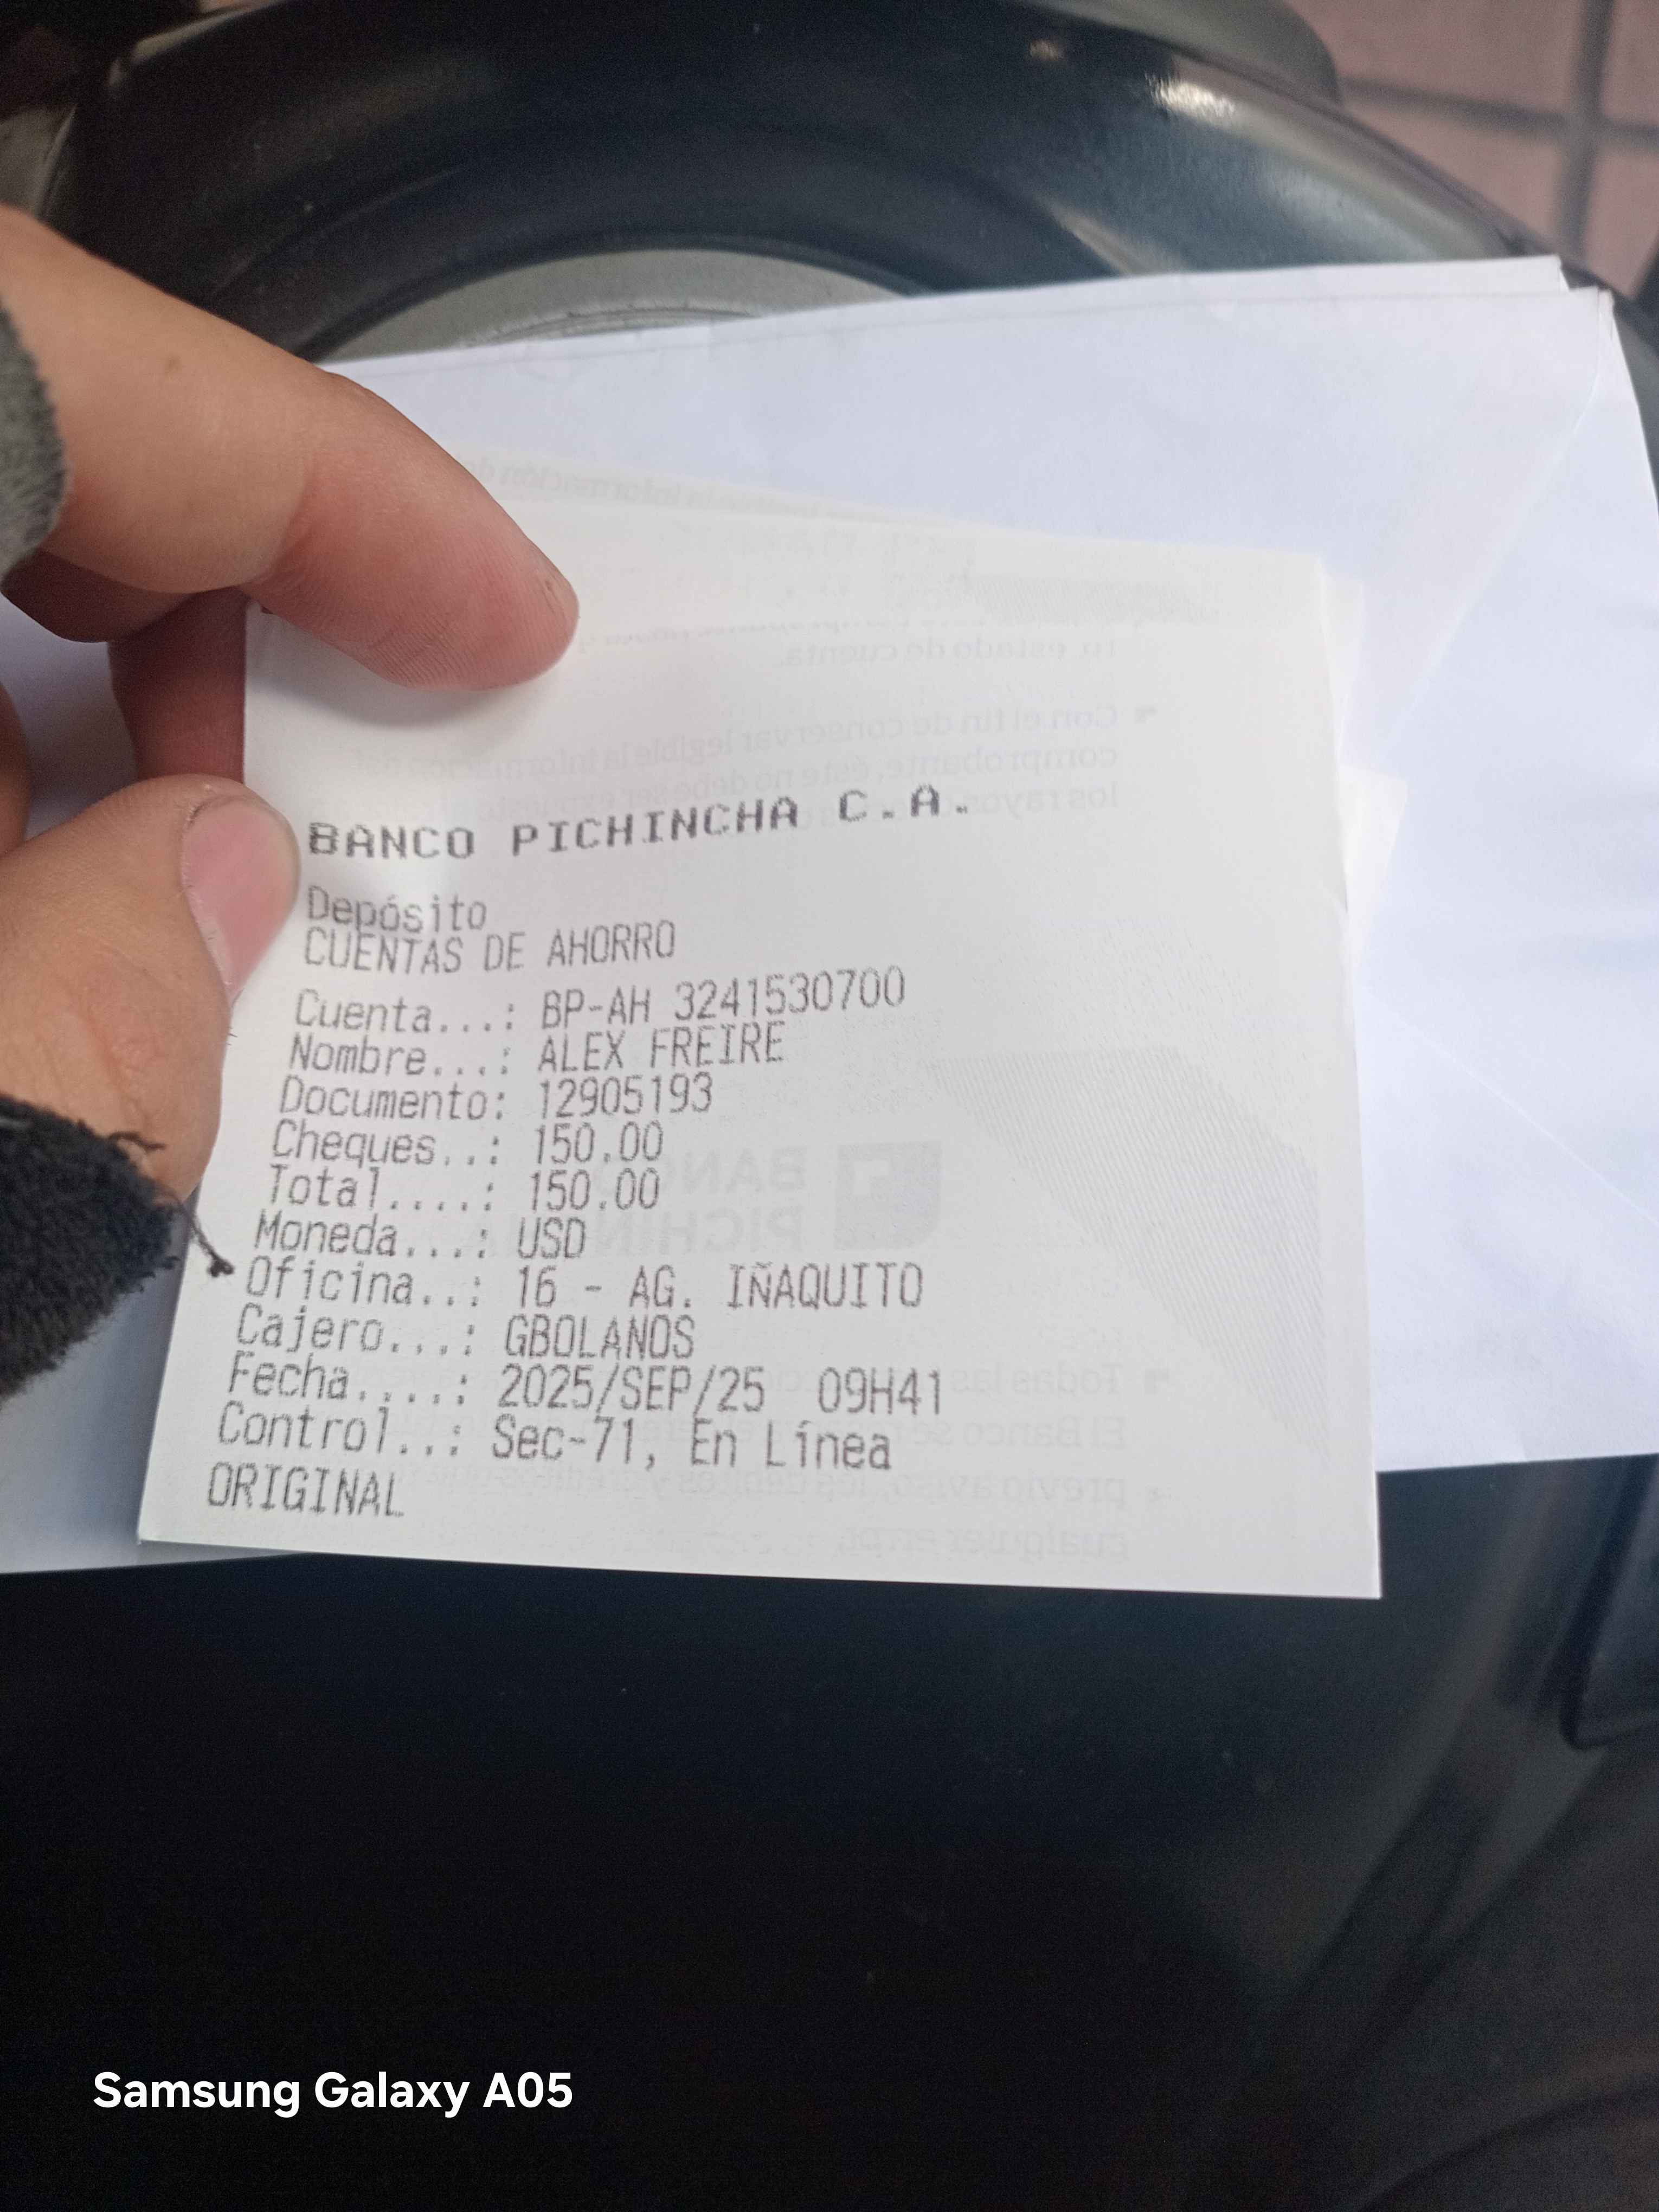 BANCO PICHINCHA C.A.
Depósito
CUENTAS DE AHORRO
Cuenta...: BP-AH 3241530700
Nombre...: ALEX FREIRE
Documento: 12905193
Cheques..: 150.00
Total....: 150.00
Moneda...: USD
Oficina..: 16 - AG. IÑAQUITO
Cajero...: GBOLANOS
Fecha....: 2025/SEP/25 09H41
Control..: Sec-71, En Línea
ORIGINAL
Samsung Galaxy A05